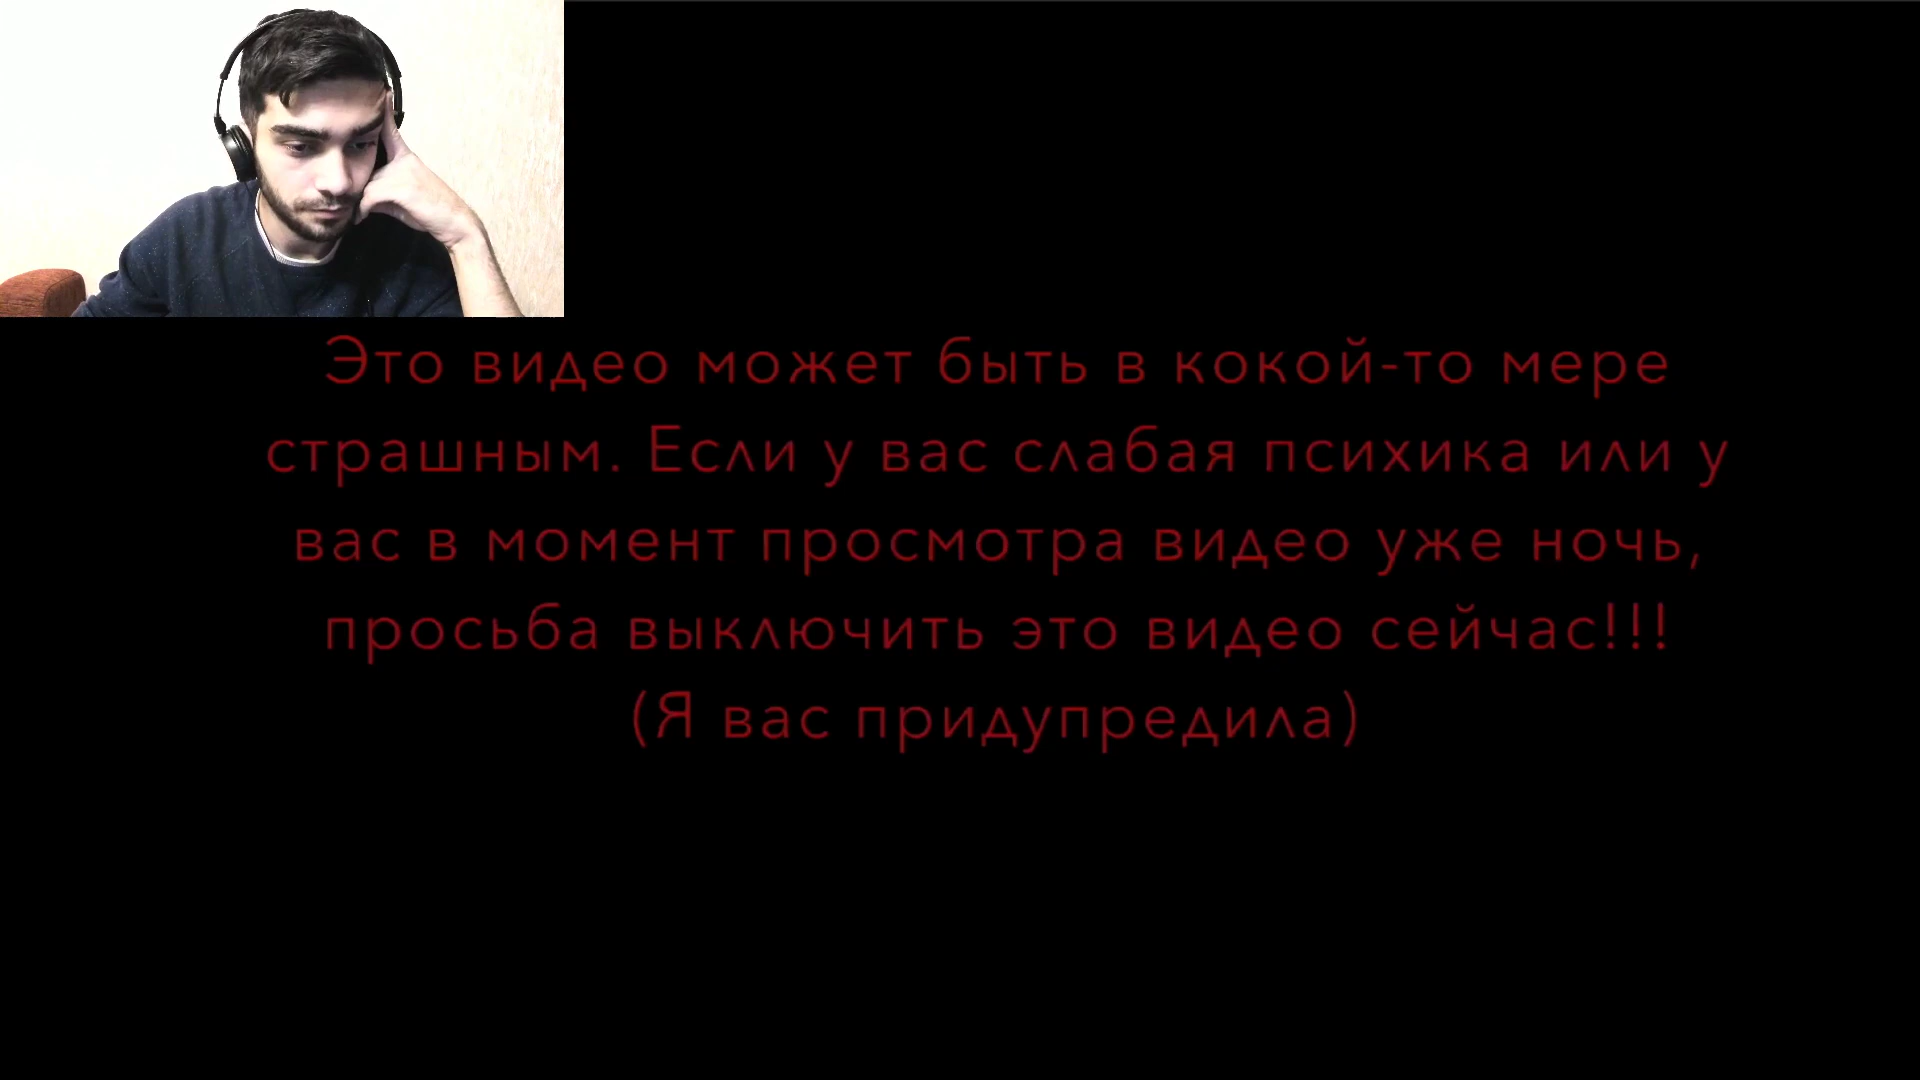 Это видео может быть в кокой-то мере
страшным. Если у вас слабая психика или у
вас в момент просмотра видео уже ночь,
просьба выключить это видео сейчас!!!
(Я вас придупредила)